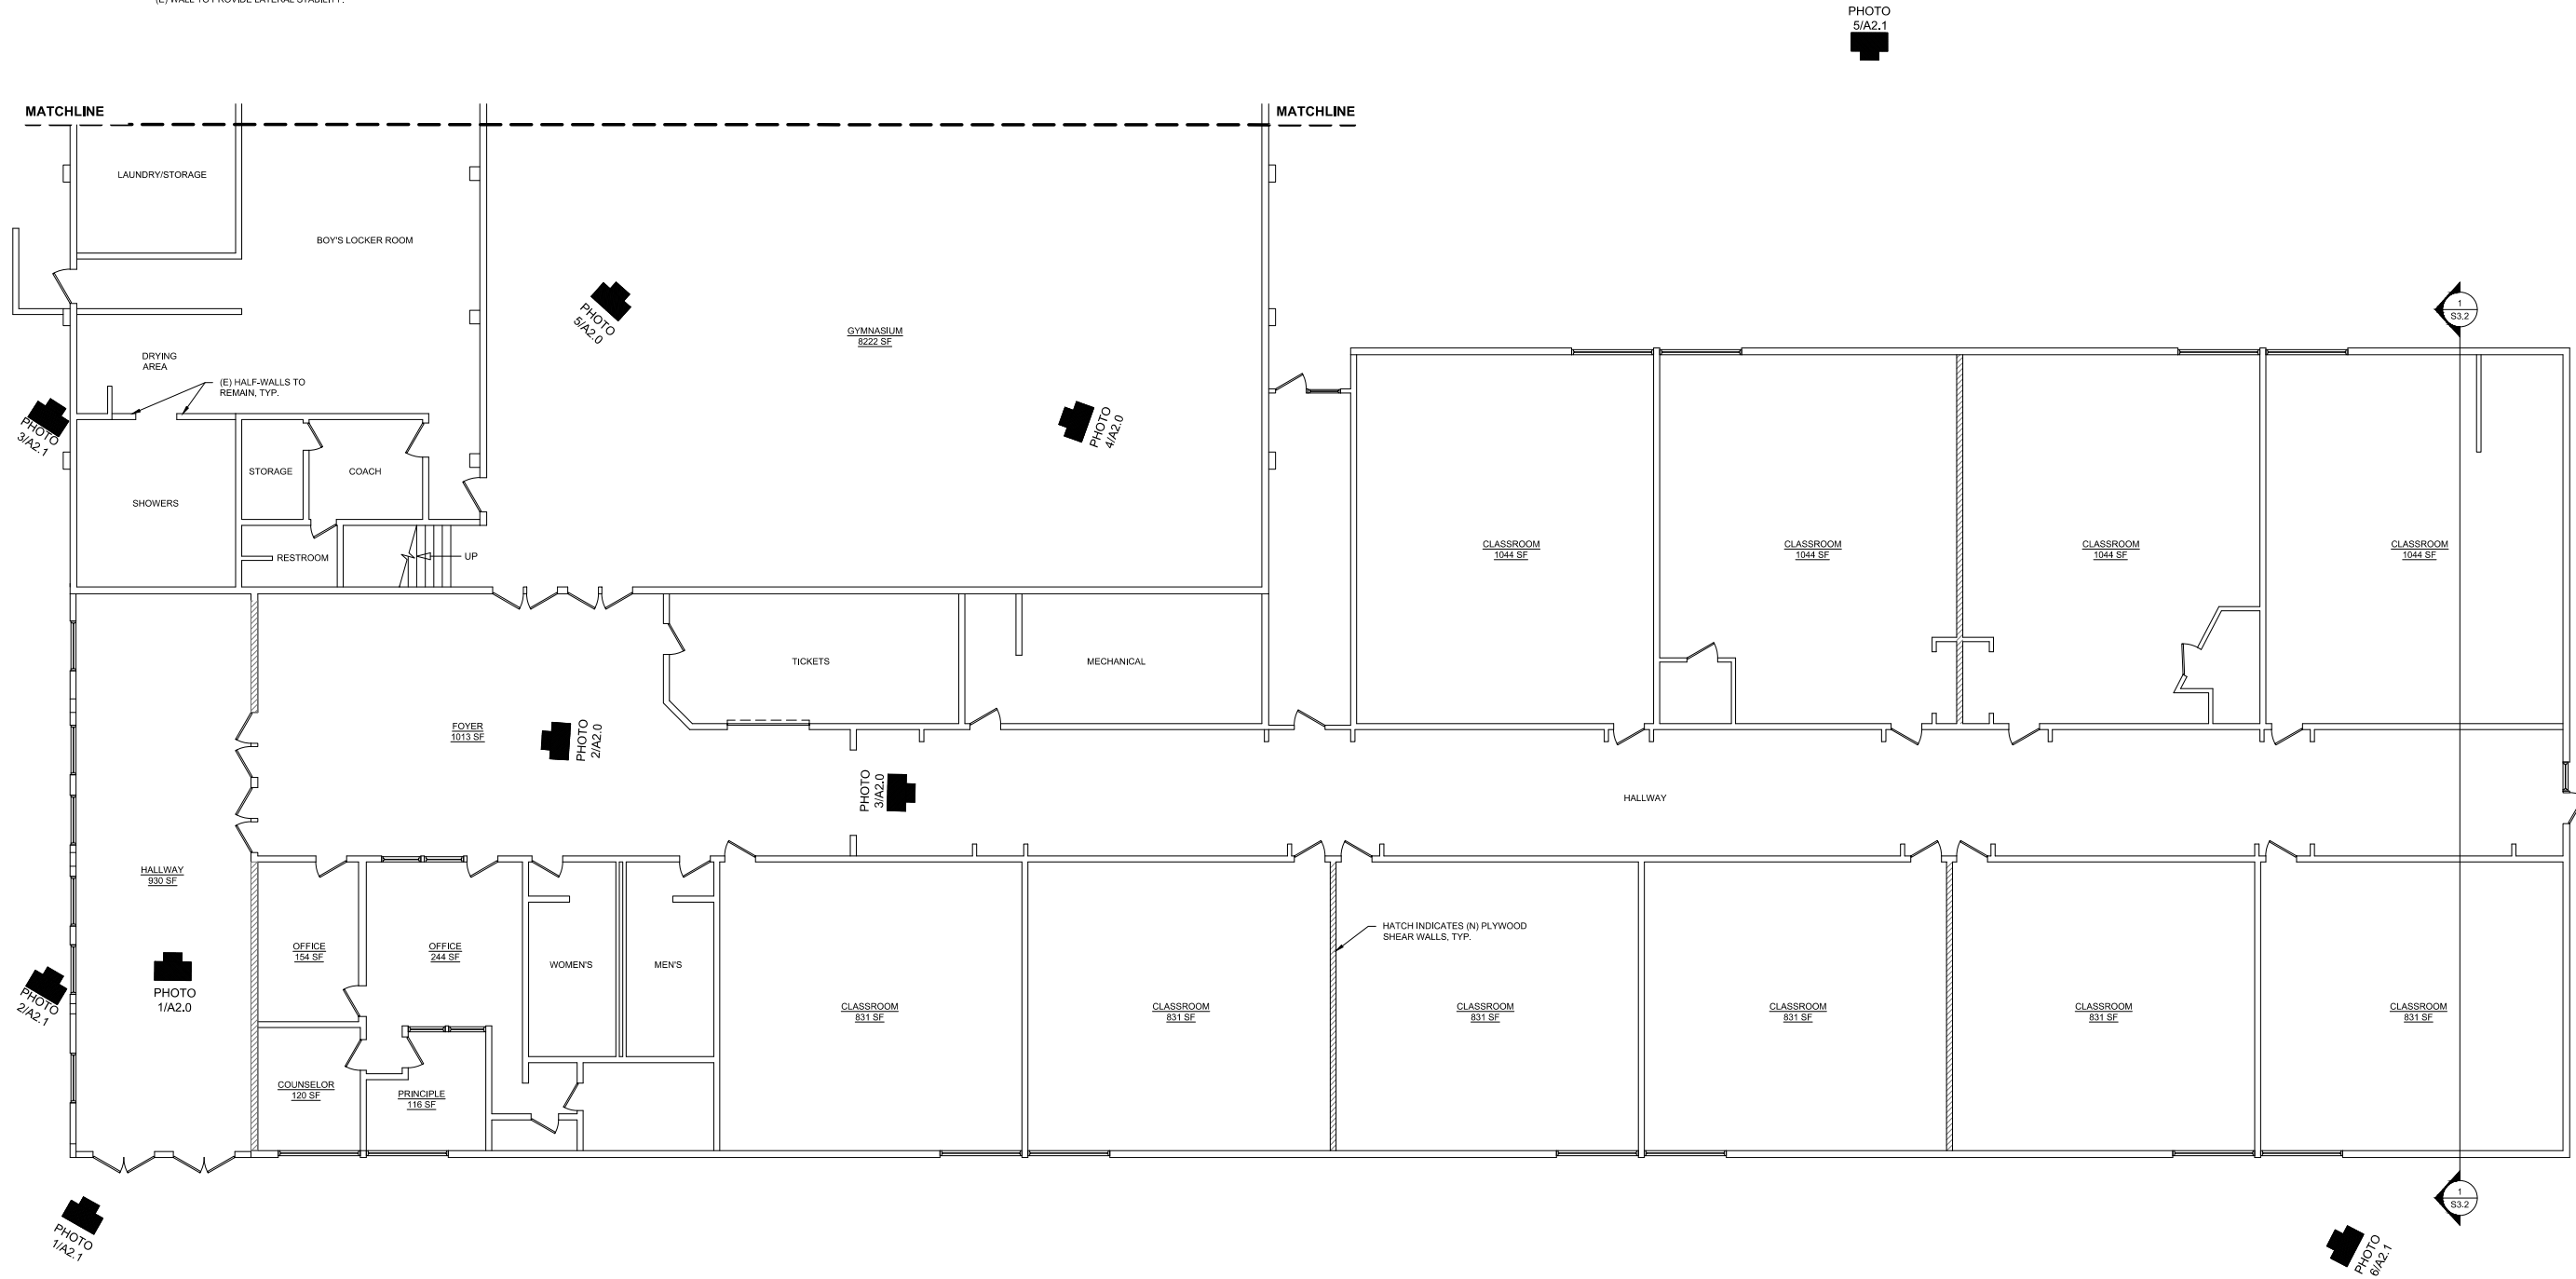 (E) WALL TO PROVIDE LATERAL STABILITY.
PHOTO
5/A2.1
MATCHLINE
MATCHLINE
LAUNDRY/STORAGE
BOY'S LOCKER ROOM
PHOTO
5/A2.0
GYMNASIUM
8222 SF
1
S3.2
DRYING
AREA
(E) HALF-WALLS TO
REMAIN, TYP.
PHOTO
3/A2.1
PHOTO
4/A2.0
STORAGE
COACH
SHOWERS
RESTROOM
UP
CLASSROOM
1044 SF
CLASSROOM
1044 SF
CLASSROOM
1044 SF
CLASSROOM
1044 SF
TICKETS
MECHANICAL
FOYER
1013 SF
PHOTO
2/A2.0
PHOTO
3/A2.0
HALLWAY
HALLWAY
930 SF
OFFICE
154 SF
OFFICE
244 SF
WOMEN'S
MEN'S
HATCH INDICATES (N) PLYWOOD
SHEAR WALLS, TYP.
PHOTO
2/A2.1
PHOTO
1/A2.0
CLASSROOM
831 SF
CLASSROOM
831 SF
CLASSROOM
831 SF
CLASSROOM
831 SF
CLASSROOM
831 SF
CLASSROOM
831 SF
COUNSELOR
120 SF
PRINCIPLE
116 SF
1
S3.2
PHOTO
1/A2.1
PHOTO
6/A2.1